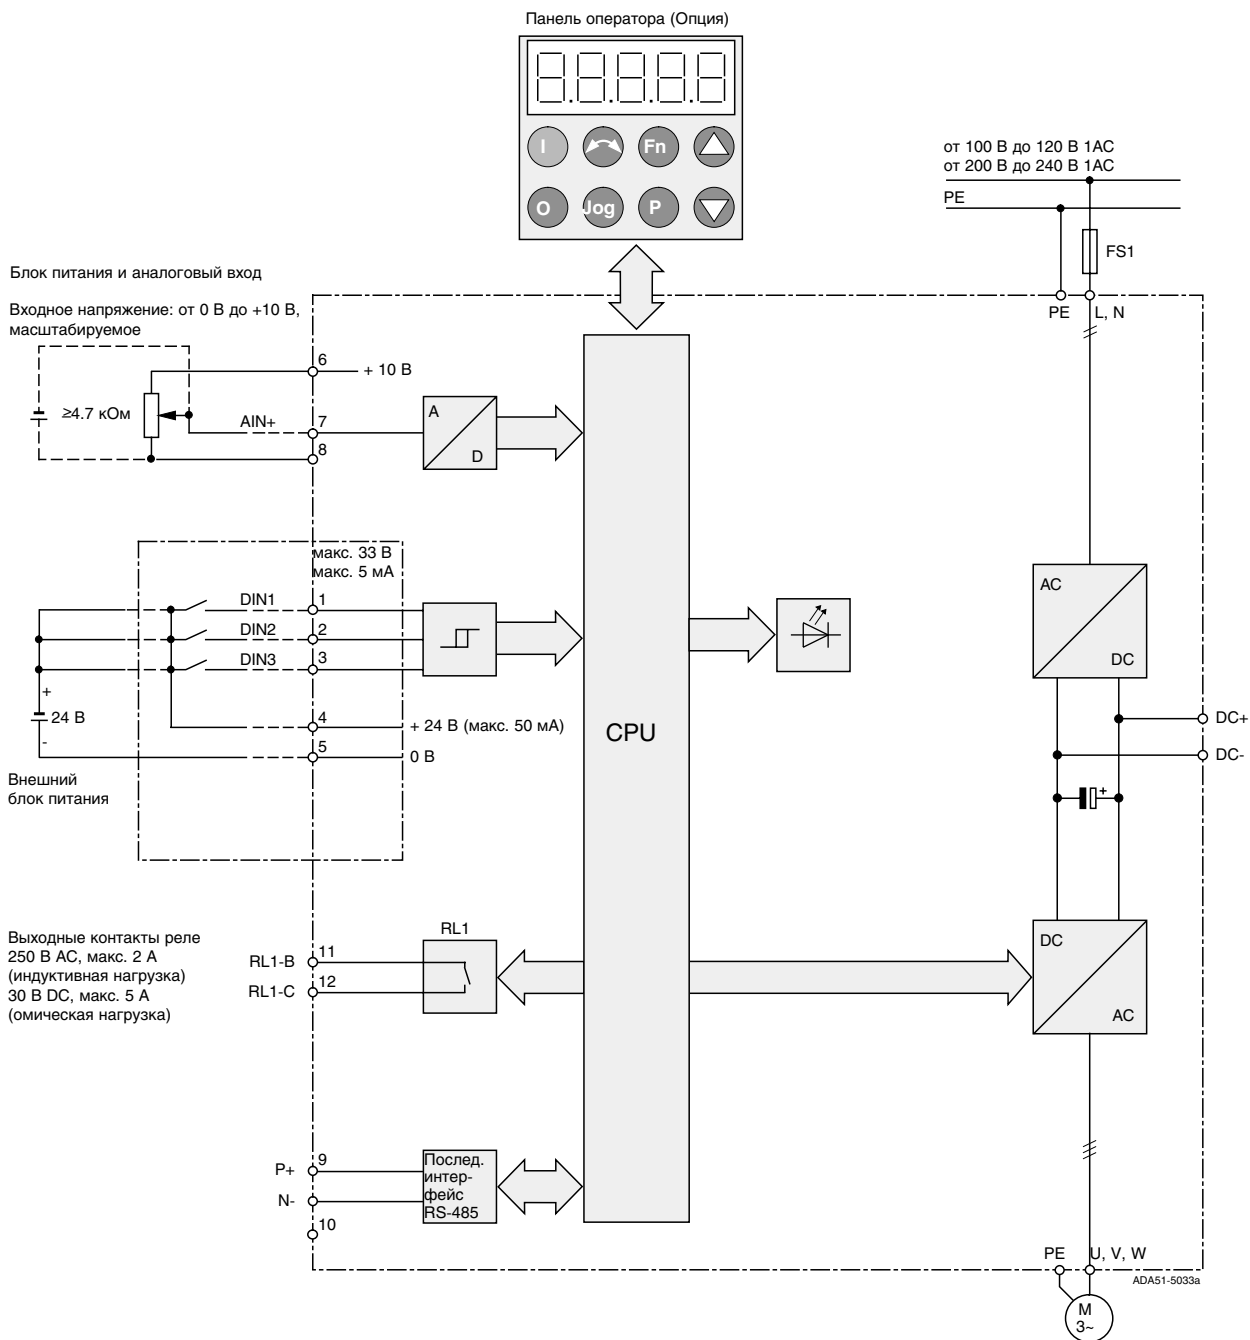 Панель оператора (Опция)
8.8.8.8.8
I
Fn
O
Jog
P
от 100 В до 120 В 1AC
от 200 В до 240 В 1AC
PE
FS1
PE
L, N
Блок питания и аналоговый вход
Входное напряжение: от 0 В до +10 В,
масштабируемое
6
+ 10 В
≥4.7 кОм
AIN+
7
8
A
D
макс. 33 В
макс. 5 мА
DIN1
1
DIN2
2
DIN3
3
4
+ 24 В (макс. 50 мА)
5
0 В
+
24 В
-
Внешний
блок питания
CPU
AC
DC
DC+
DC-
+
Выходные контакты реле
250 В AC, макс. 2 А
(индуктивная нагрузка)
30 В DC, макс. 5 А
(омическая нагрузка)
RL1
RL1-B
11
RL1-C
12
DC
AC
P+
9
N-
10
Послед.
интер-
фейс
RS-485
PE
U, V, W
ADA51-5033a
M
3~